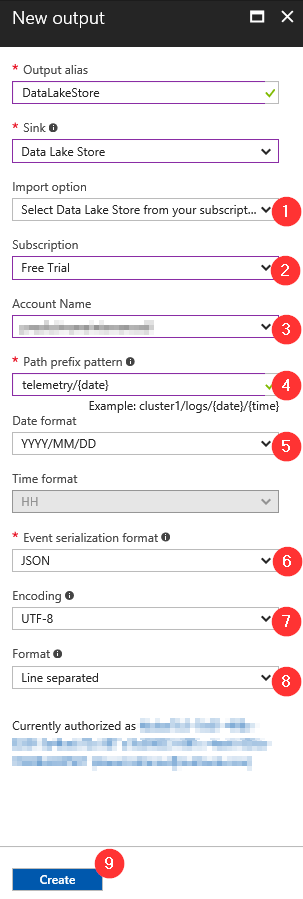 New output
* Output alias
DataLakeStore
* Sink
Data Lake Store
Import option
Select Data Lake Store from your subscript...
1
Subscription
Free Trial
2
Account Name
3
* Path prefix pattern
telemetry/{date}
4
Example: cluster1/logs/{date}/{time}
Date format
YYYY/MM/DD
5
Time format
HH
* Event serialization format
JSON
6
Encoding
UTF-8
7
Format
Line separated
8
Currently authorized as
9
Create